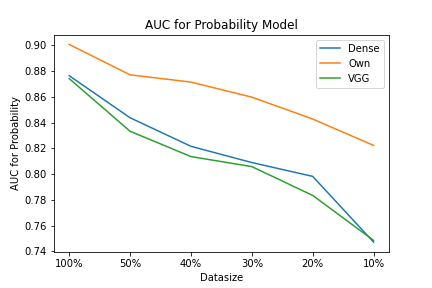 AUC for Probability Model
Dense
Own
VGG
AUC for Probability
0.90
0.88
0.86
0.84
0.82
0.80
0.78
0.76
0.74
100%
50%
40%
30%
20%
10%
Datasize